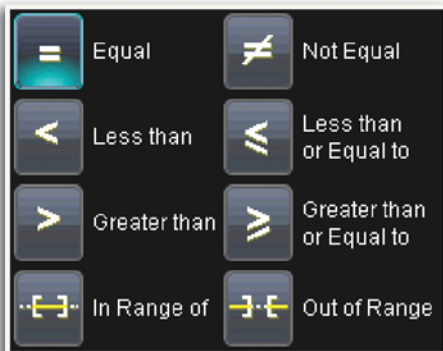 = Equal ≠ Not Equal
< Less than ≤ Less than
or Equal to
> Greater than ≥ Greater than
or Equal to
In Range of Out of Range